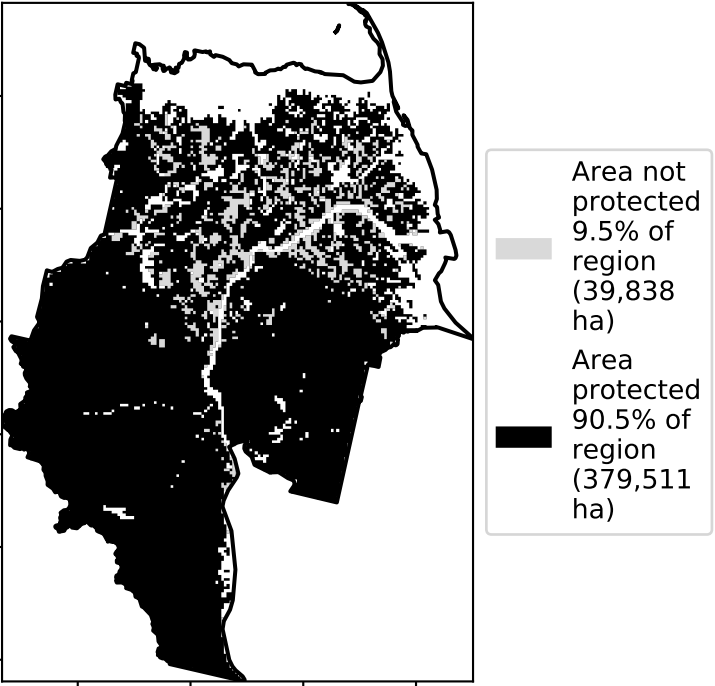 Area not
protected
9.5% of
region
(39,838
ha)
Area
protected
90.5% of
region
(379,511
ha)